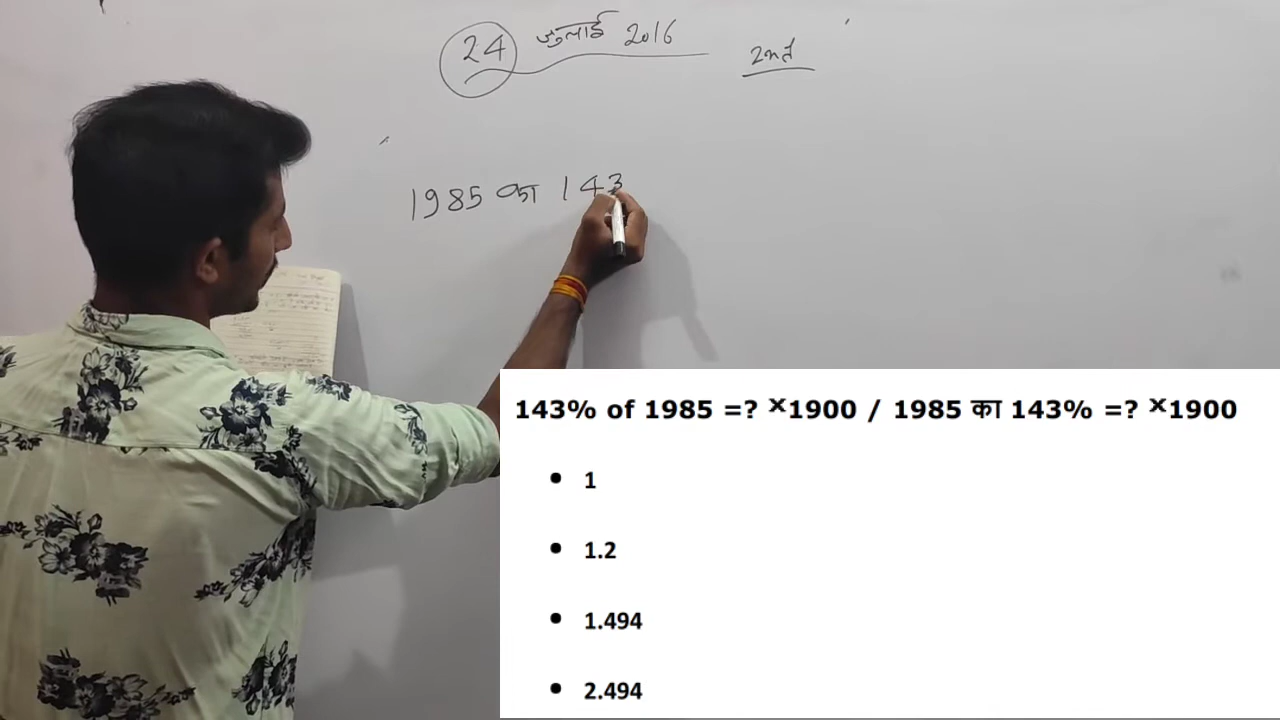 24 जुलाई 2016 2nd
1985 का 143
143% of 1985 =? ×1900 / 1985 का 143% =? ×1900
• 1
• 1.2
• 1.494
• 2.494